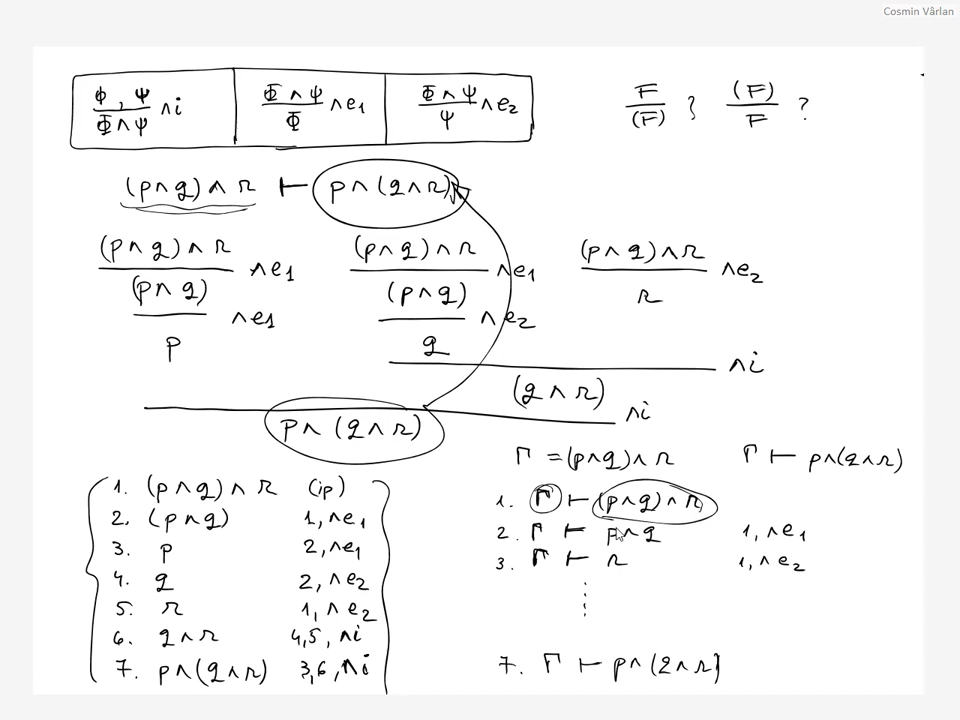 Cosmin Vârlan
Φ , Ψ
Φ ∧ Ψ
∧i
Φ ∧ Ψ
Φ
∧e₁
Φ ∧ Ψ
Ψ
∧e₂
F
(F)
?
(F)
F
?
(p ∧ q) ∧ r ⊢ p ∧ (q ∧ r)
(p ∧ q) ∧ r
∧e₁
(p ∧ q)
∧e₁
p
(p ∧ q) ∧ r
∧e₁
(p ∧ q)
∧e₂
q
(p ∧ q) ∧ r
∧e₂
r
∧i
(q ∧ r)
∧i
p ∧ (q ∧ r)
1. (p ∧ q) ∧ r (ip)
2. (p ∧ q) 1, ∧e₁
3. p 2, ∧e₁
4. q 2, ∧e₂
5. r 1, ∧e₂
6. q ∧ r 4,5, ∧i
7. p ∧ (q ∧ r) 3,6, ∧i
Γ = (p ∧ q) ∧ r Γ ⊢ p ∧ (q ∧ r)
1. Γ ⊢ (p ∧ q) ∧ r
2. Γ ⊢ p ∧ q 1, ∧e₁
3. Γ ⊢ r 1, ∧e₂
7. Γ ⊢ p ∧ (q ∧ r)